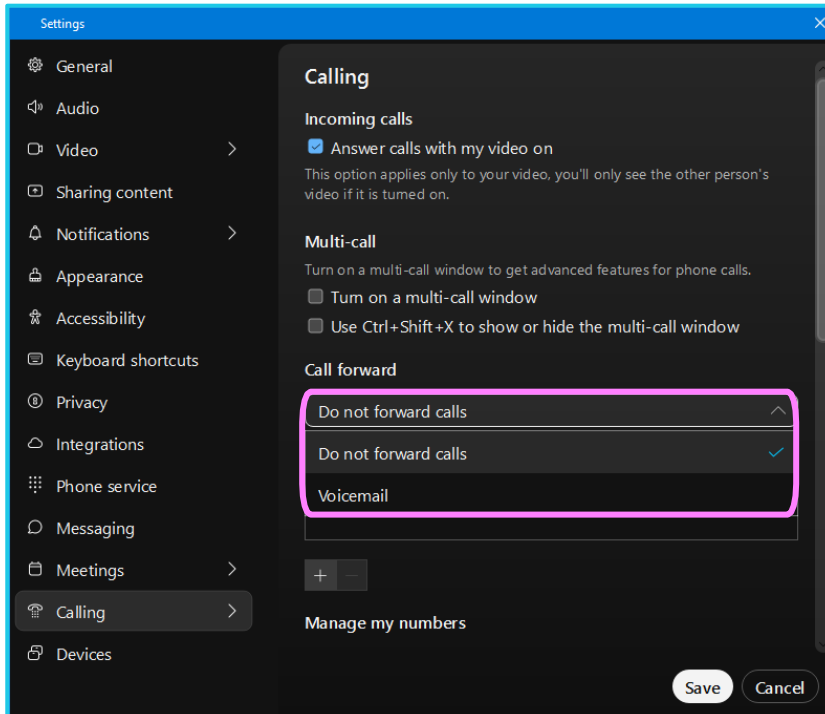 Settings
General
Audio
Video
Sharing content
Notifications
Appearance
Accessibility
Keyboard shortcuts
Privacy
Integrations
Phone service
Messaging
Meetings
Calling
Devices
Calling
Incoming calls
Answer calls with my video on
This option applies only to your video, you'll only see the other person's
video if it is turned on.
Multi-call
Turn on a multi-call window to get advanced features for phone calls.
Turn on a multi-call window
Use Ctrl+Shift+X to show or hide the multi-call window
Call forward
Do not forward calls
Do not forward calls
Voicemail
Manage my numbers
Save
Cancel